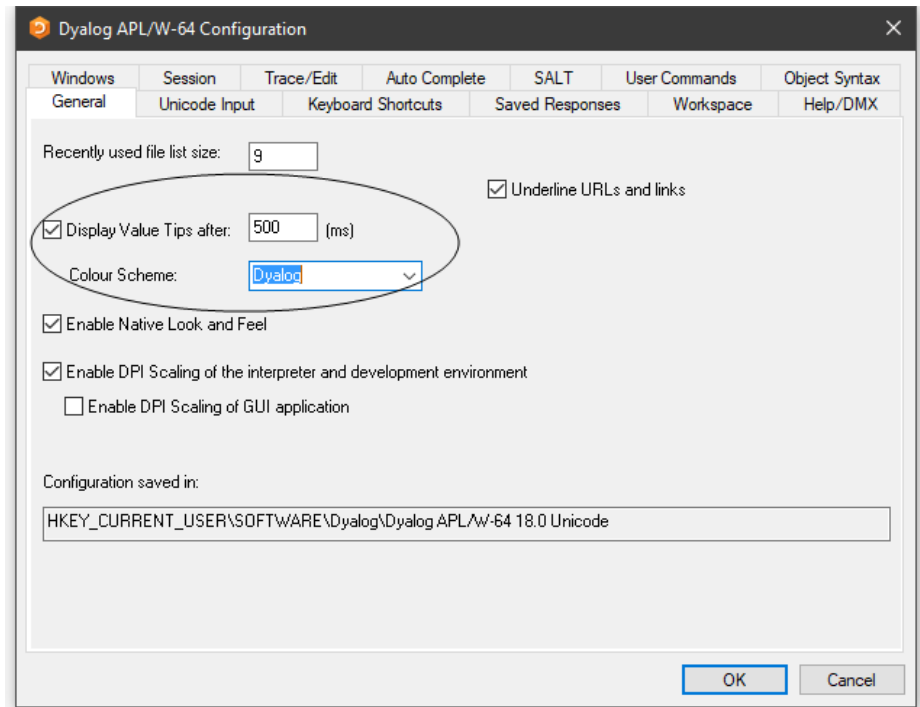 Dyalog APL/W-64 Configuration
Windows Session Trace/Edit Auto Complete SALT User Commands Object Syntax
General Unicode Input Keyboard Shortcuts Saved Responses Workspace Help/DMX
Recently used file list size: 9
Underline URLs and links
Display Value Tips after: 500 (ms)
Colour Scheme: Dyalog
Enable Native Look and Feel
Enable DPI Scaling of the interpreter and development environment
Enable DPI Scaling of GUI application
Configuration saved in:
HKEY_CURRENT_USER\SOFTWARE\Dyalog\Dyalog APL/W-64 18.0 Unicode
OK Cancel